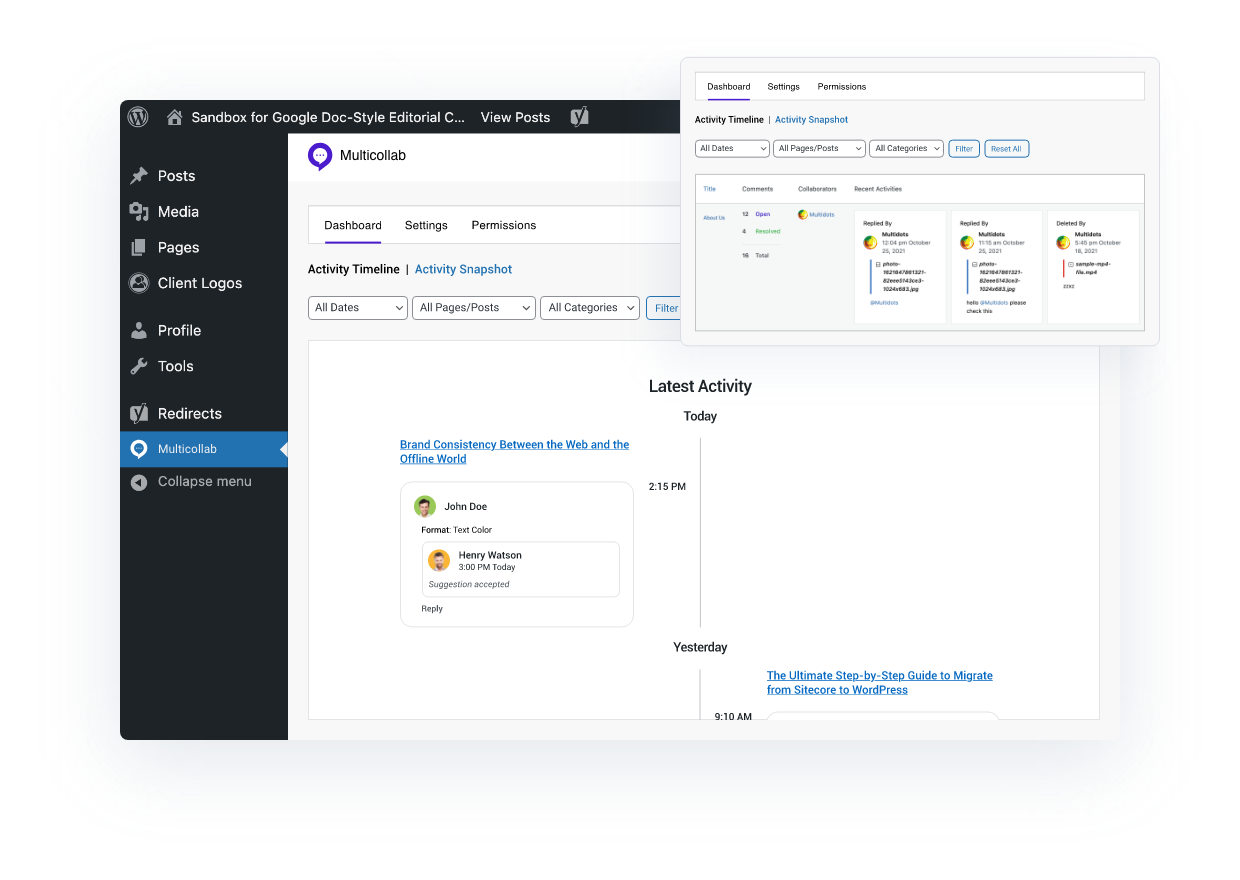 Sandbox for Google Doc-Style Editorial C... View Posts
Posts
Media
Pages
Client Logos
Profile
Tools
Redirects
Multicollab
Collapse menu
Multicollab
Dashboard Settings Permissions
Activity Timeline | Activity Snapshot
All Dates All Pages/Posts All Categories Filter
Latest Activity
Today
Brand Consistency Between the Web and the
Offline World
2:15 PM
John Doe
Format: Text Color
Henry Watson
3:00 PM Today
Suggestion accepted
Reply
Yesterday
The Ultimate Step-by-Step Guide to Migrate
from Sitecore to WordPress
9:10 AM
Dashboard Settings Permissions
Activity Timeline | Activity Snapshot
All Dates All Pages/Posts All Categories Filter Reset All
Title Comments Collaborators Recent Activities
About Us
12 Open
4 Resolved
16 Total
Multidots
Replied By
Multidots
12:04 pm October
25, 2021
photo-
1621647861321-
82eee5143ce3-
1024x683.jpg
@Multidots
Replied By
Multidots
11:15 am October
25, 2021
photo-
1621647861321-
82eee5143ce3-
1024x683.jpg
hello @Multidots please
check this
Deleted By
Multidots
5:46 pm October
18, 2021
sample-mp4-
file.mp4